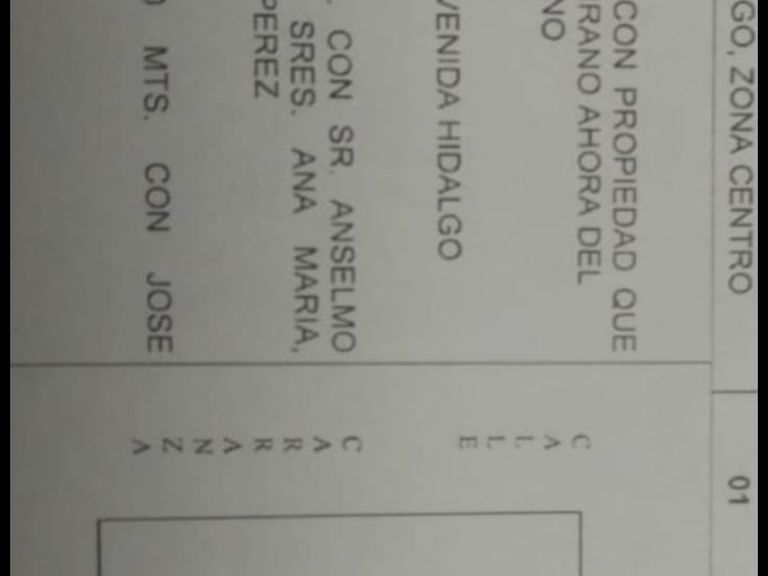 GO, ZONA CENTRO 01
CON PROPIEDAD QUE
RANO AHORA DEL
NO
VENIDA HIDALGO
. CON SR. ANSELMO
SRES. ANA MARIA,
PEREZ
MTS. CON JOSE
CALLE
CARRANZA